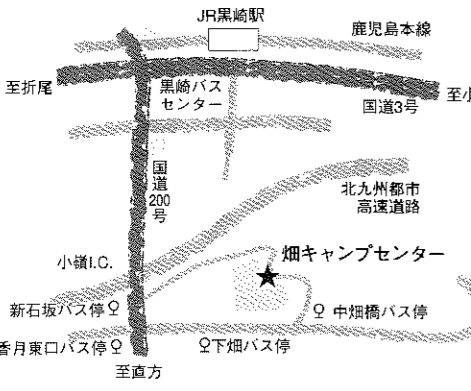 JR黒崎駅
鹿児島本線
至折尾
黒崎バス
センター
国道3号
至小
国道200号
北九州都市
高速道路
小嶺I.C.
畑キャンプセンター
新石坂バス停
中畑橋バス停
香月東口バス停
下畑バス停
至直方